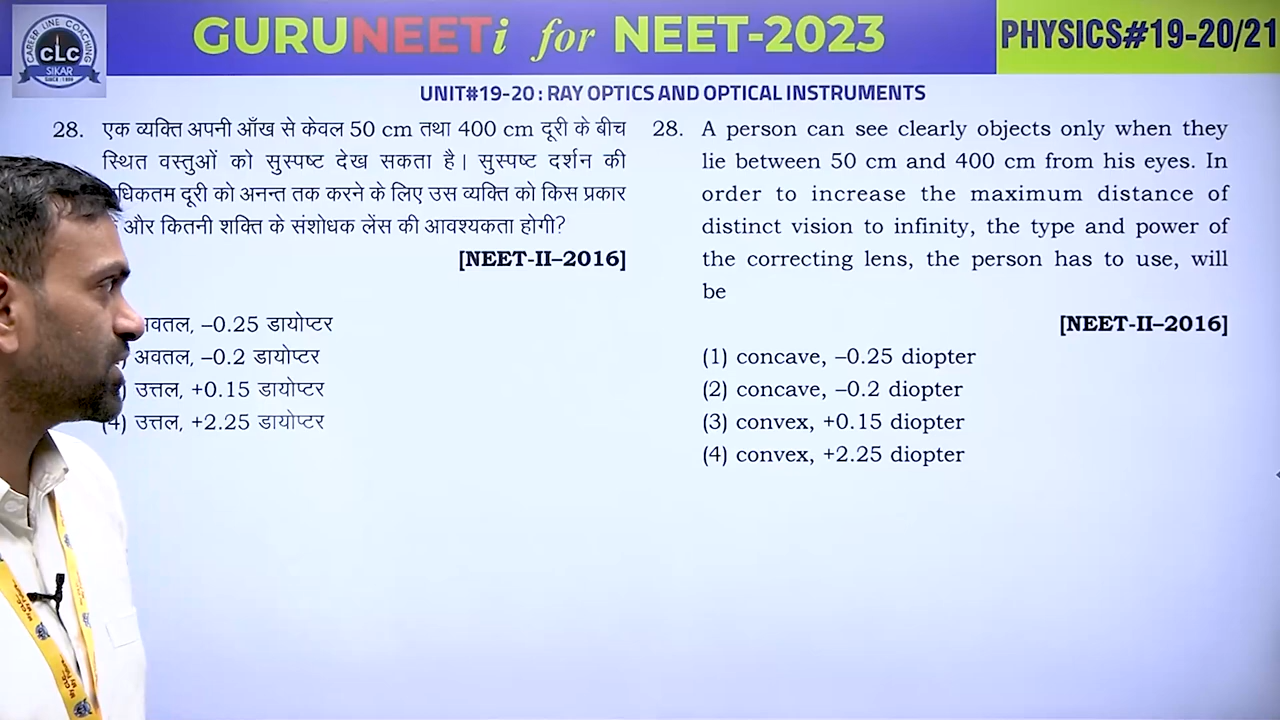 GURUNEETi for NEET-2023
PHYSICS#19-20/21
CAREER LINE COACHING
CLC
SIKAR
UNIT#19-20 : RAY OPTICS AND OPTICAL INSTRUMENTS
28. एक व्यक्ति अपनी आँख से केवल 50 cm तथा 400 cm दूरी के बीच
स्थित वस्तुओं को सुस्पष्ट देख सकता है। सुस्पष्ट दर्शन की
दूरी को अनन्त तक करने के लिए उस व्यक्ति को किस प्रकार
और कितनी शक्ति के संशोधक लेंस की आवश्यकता होगी?
[NEET-II–2016]
–0.25 डायोप्टर
अवतल, –0.2 डायोप्टर
उत्तल, +0.15 डायोप्टर
(4) उत्तल, +2.25 डायोप्टर
28. A person can see clearly objects only when they
lie between 50 cm and 400 cm from his eyes. In
order to increase the maximum distance of
distinct vision to infinity, the type and power of
the correcting lens, the person has to use, will
be
[NEET-II–2016]
(1) concave, –0.25 diopter
(2) concave, –0.2 diopter
(3) convex, +0.15 diopter
(4) convex, +2.25 diopter